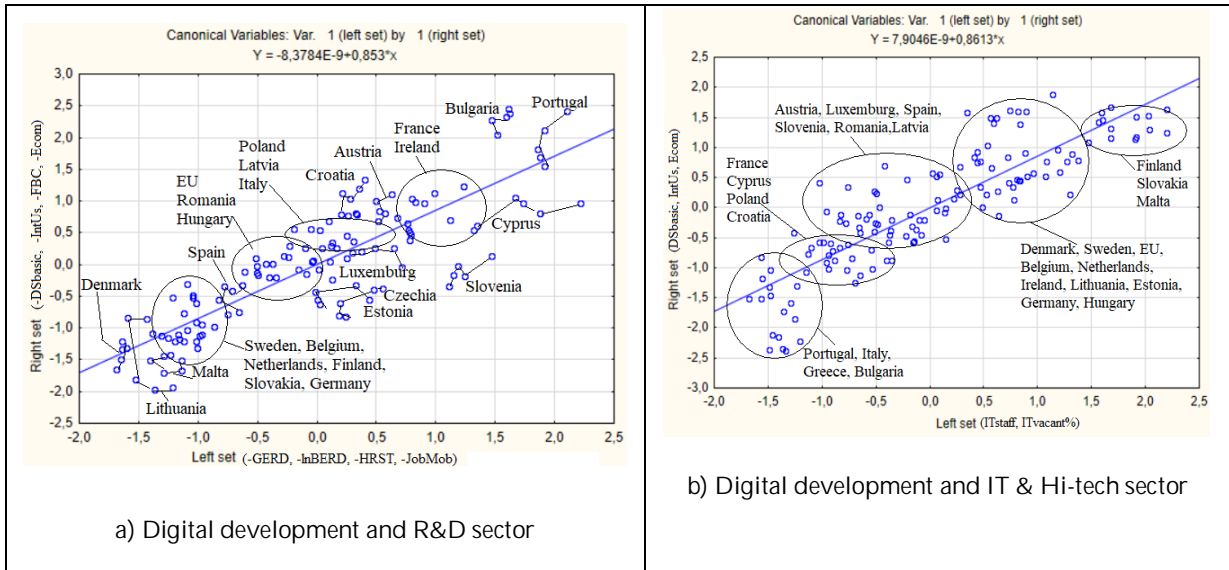 Canonical Variables: Var. 1 (left set) by 1 (right set)
Y = -8,3784E-9+0,853*x
3,0
2,5
2,0
1,5
1,0
0,5
0,0
-0,5
-1,0
-1,5
-2,0
-2,5
Right set (-DSbasic, -IntUs, -FBC, -Ecom)
Bulgaria
Portugal
France
Ireland
Poland
Latvia
Italy
Austria
Croatia
EU
Romania
Hungary
Cyprus
Spain
Luxemburg
Slovenia
Denmark
Czechia
Estonia
Sweden, Belgium,
Netherlands, Finland,
Slovakia, Germany
Malta
Lithuania
-2,0 -1,5 -1,0 -0,5 0,0 0,5 1,0 1,5 2,0 2,5
Left set (-GERD, -lnBERD, -HRST, -JobMob)
a) Digital development and R&D sector
Canonical Variables: Var. 1 (left set) by 1 (right set)
Y = 7,9046E-9+0,8613*x
2,5
2,0
1,5
1,0
0,5
0,0
-0,5
-1,0
-1,5
-2,0
-2,5
-3,0
Right set (DSbasic, IntUs, Ecom)
Austria, Luxemburg, Spain,
Slovenia, Romania,Latvia
France
Cyprus
Poland
Croatia
Finland
Slovakia
Malta
Denmark, Sweden, EU,
Belgium, Netherlands,
Ireland, Lithuania, Estonia,
Germany, Hungary
Portugal, Italy,
Greece, Bulgaria
-2,0 -1,5 -1,0 -0,5 0,0 0,5 1,0 1,5 2,0 2,5
Left set (ITstaff, ITvacant%)
b) Digital development and IT & Hi-tech sector